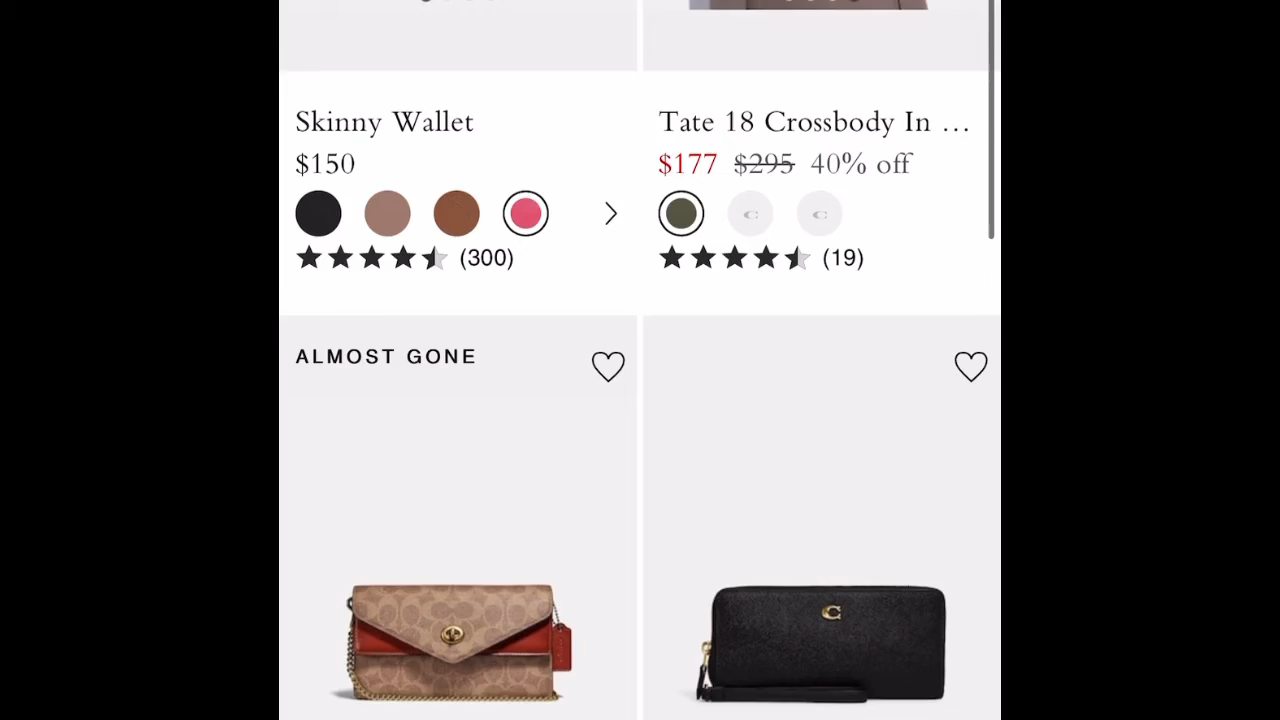 Skinny Wallet
$150
(300)
Tate 18 Crossbody In ...
$177 $295 40% off
(19)
ALMOST GONE